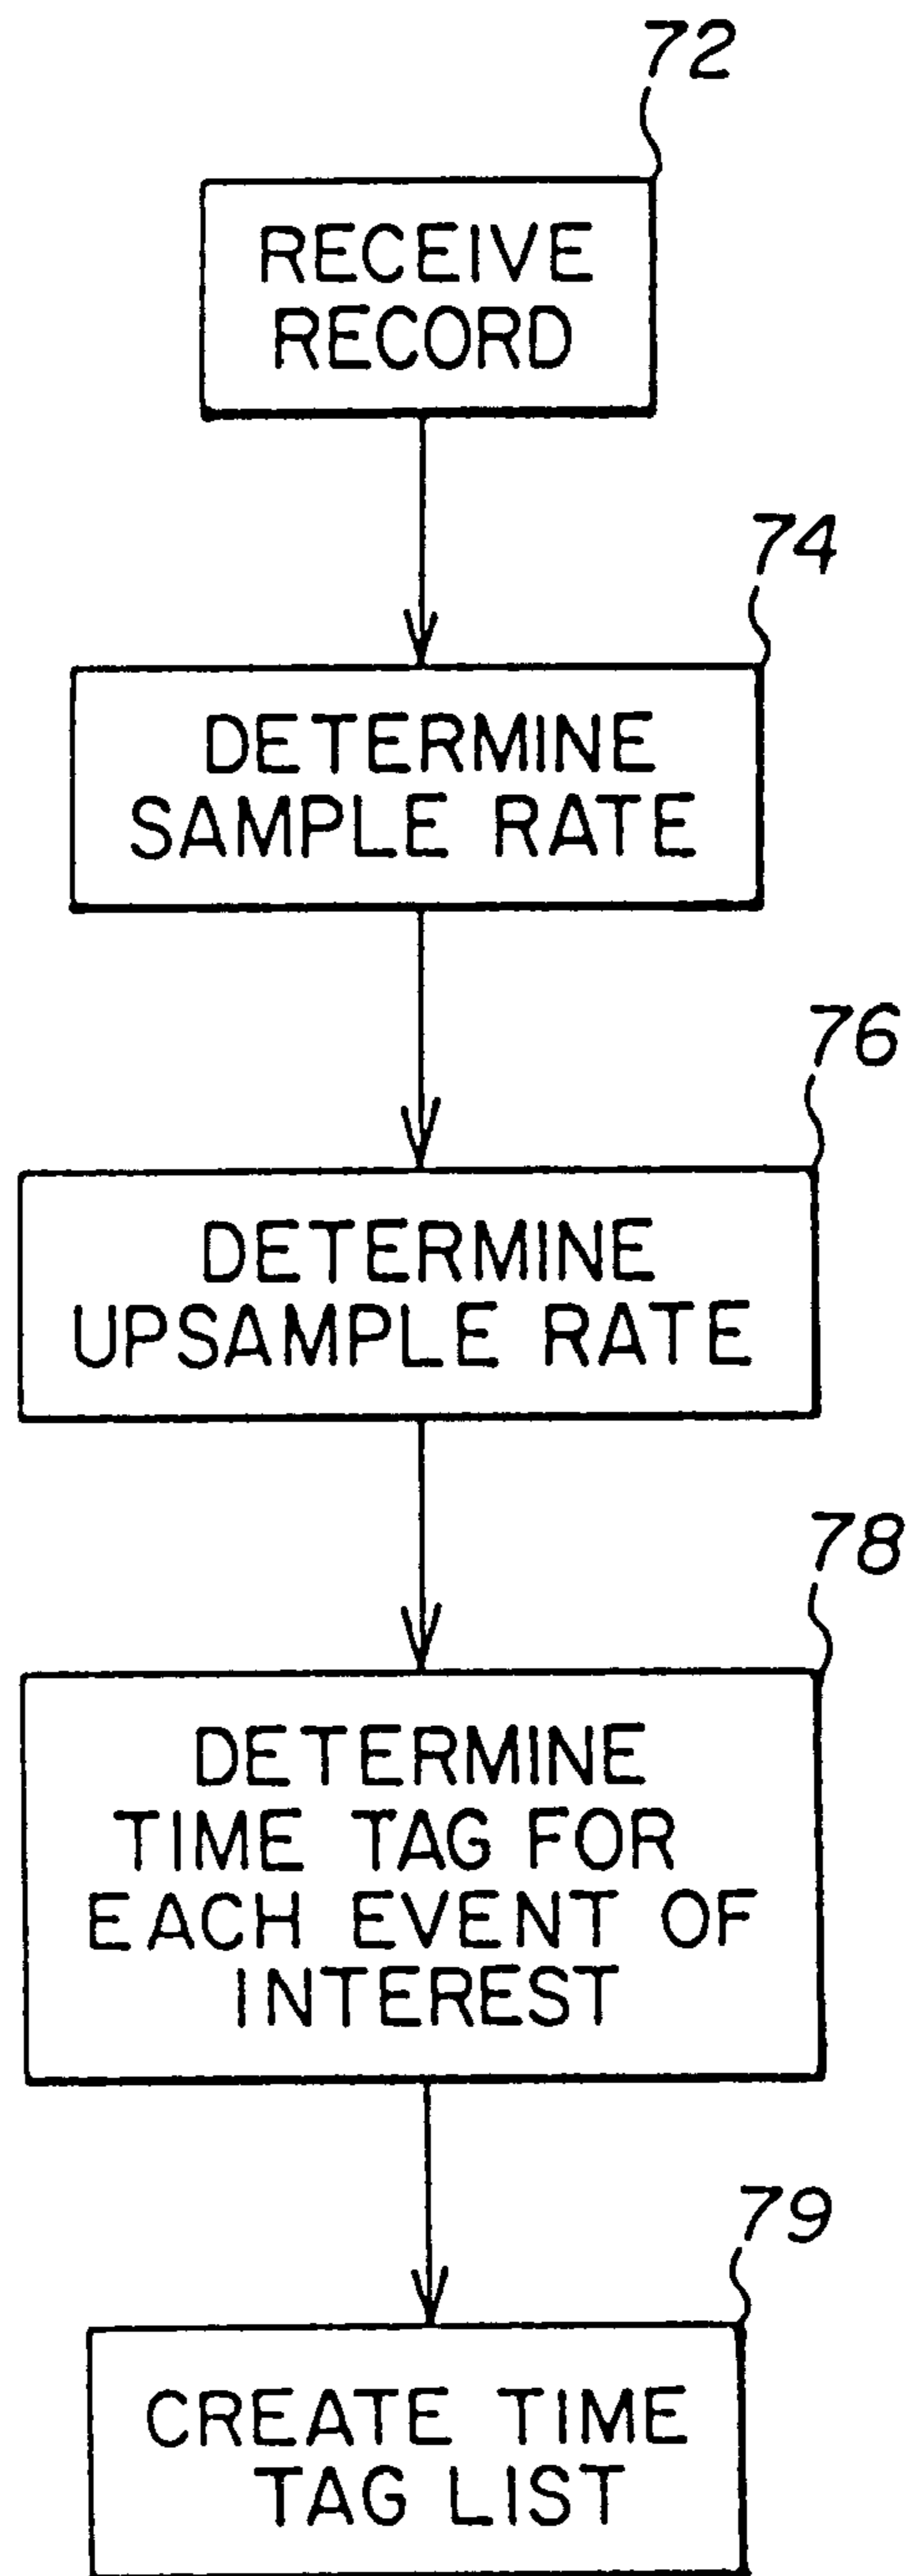 72
RECEIVE
RECORD
74
DETERMINE
SAMPLE RATE
76
DETERMINE
UPSAMPLE RATE
78
DETERMINE
TIME TAG FOR
EACH EVENT OF
INTEREST
79
CREATE TIME
TAG LIST